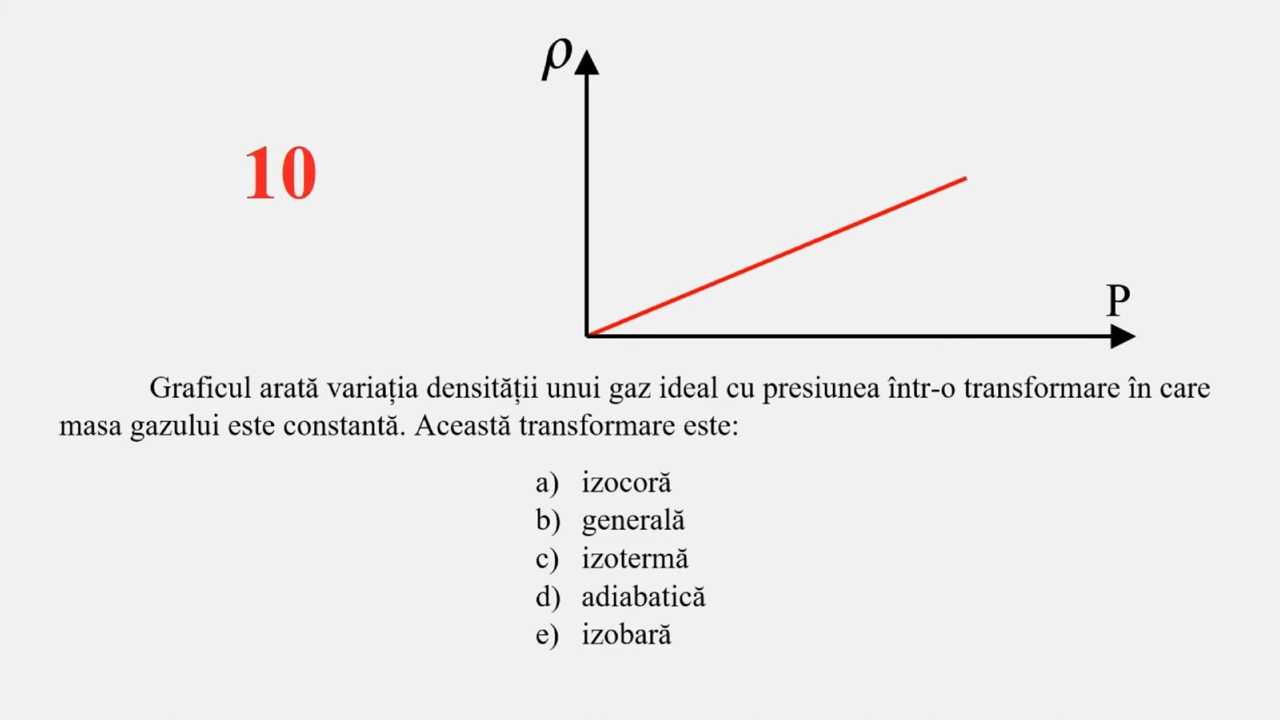 ρ
10
P
Graficul arată variația densității unui gaz ideal cu presiunea într-o transformare în care
masa gazului este constantă. Această transformare este:
a) izocoră
b) generală
c) izotermă
d) adiabatică
e) izobară